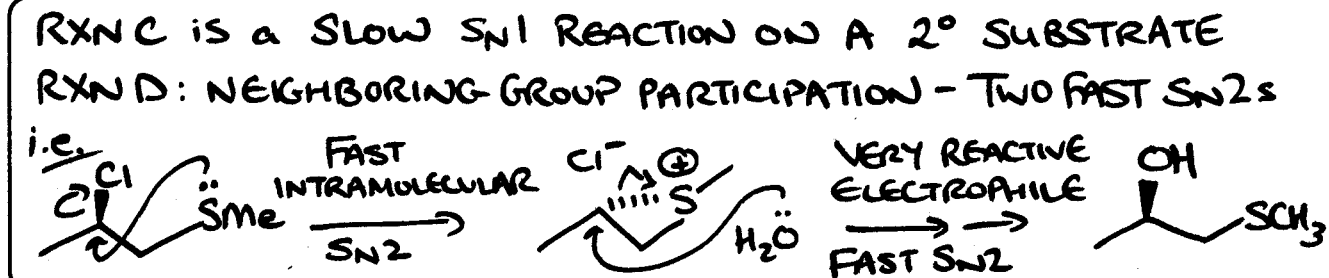 RXN C is a SLOW SN1 REACTION ON A 2° SUBSTRATE
RXN D: NEIGHBORING GROUP PARTICIPATION - TWO FAST SN2s
i.e.
Cl
SMe
FAST
INTRAMOLECULAR
SN2
Cl⁻
⊕
S
H2Ö
VERY REACTIVE
ELECTROPHILE
FAST SN2
OH
SCH3